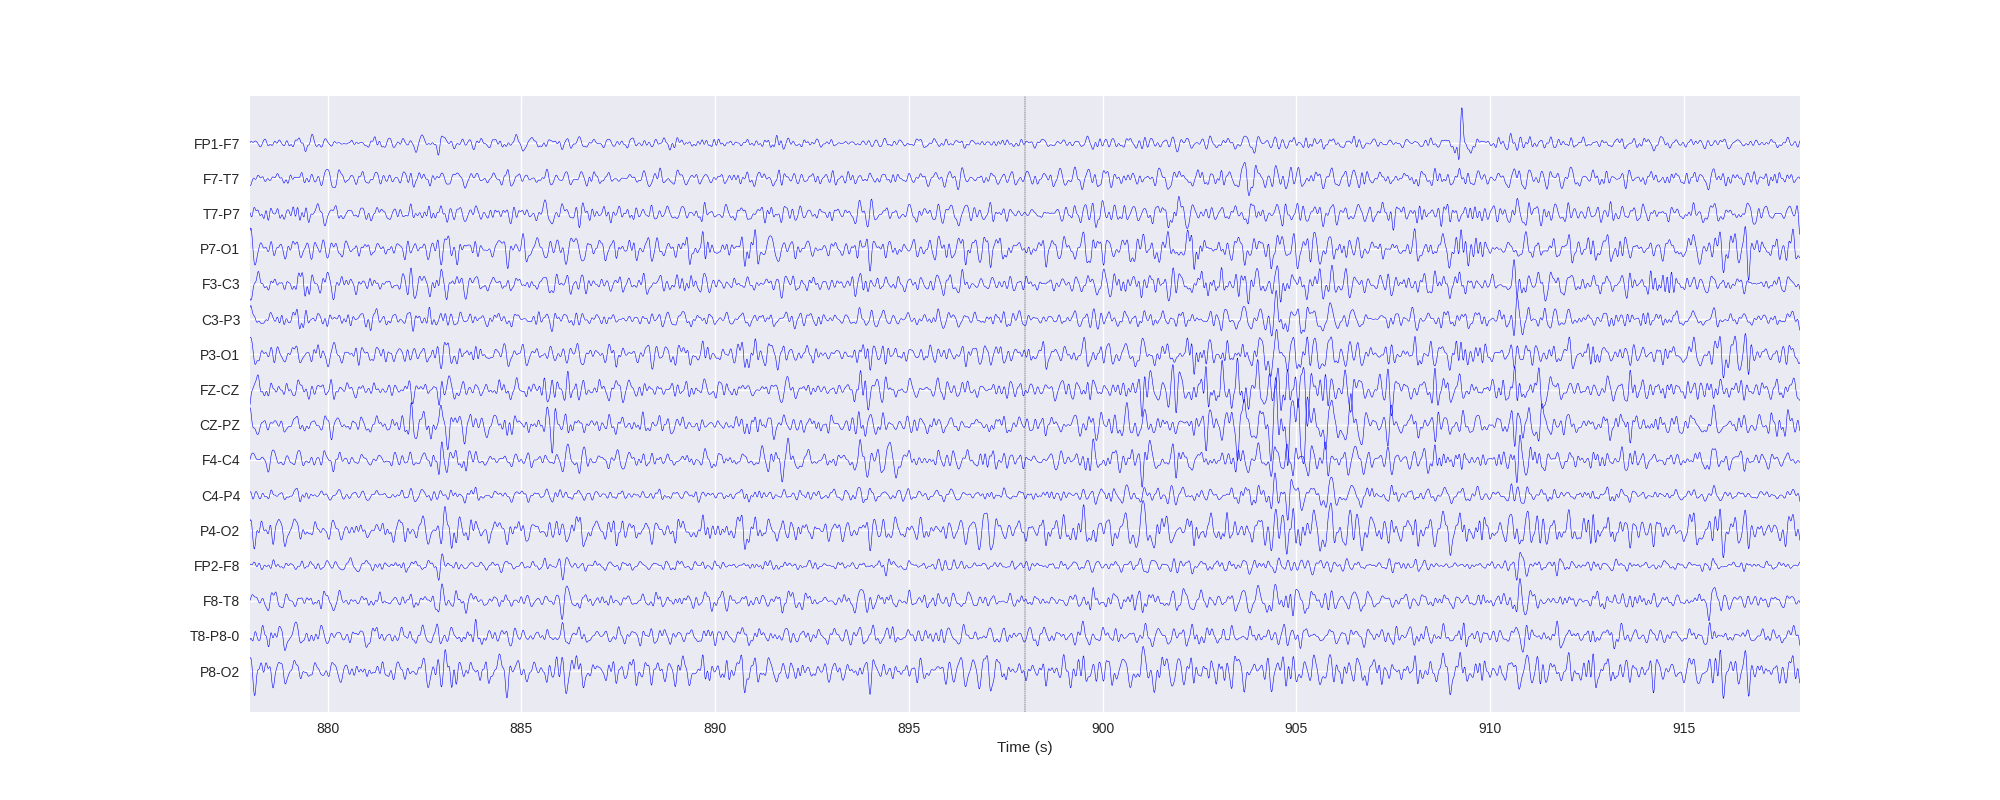 FP1-F7
F7-T7
T7-P7
P7-O1
F3-C3
C3-P3
P3-O1
FZ-CZ
CZ-PZ
F4-C4
C4-P4
P4-O2
FP2-F8
F8-T8
T8-P8-0
P8-O2
880 885 890 895 900 905 910 915
Time (s)